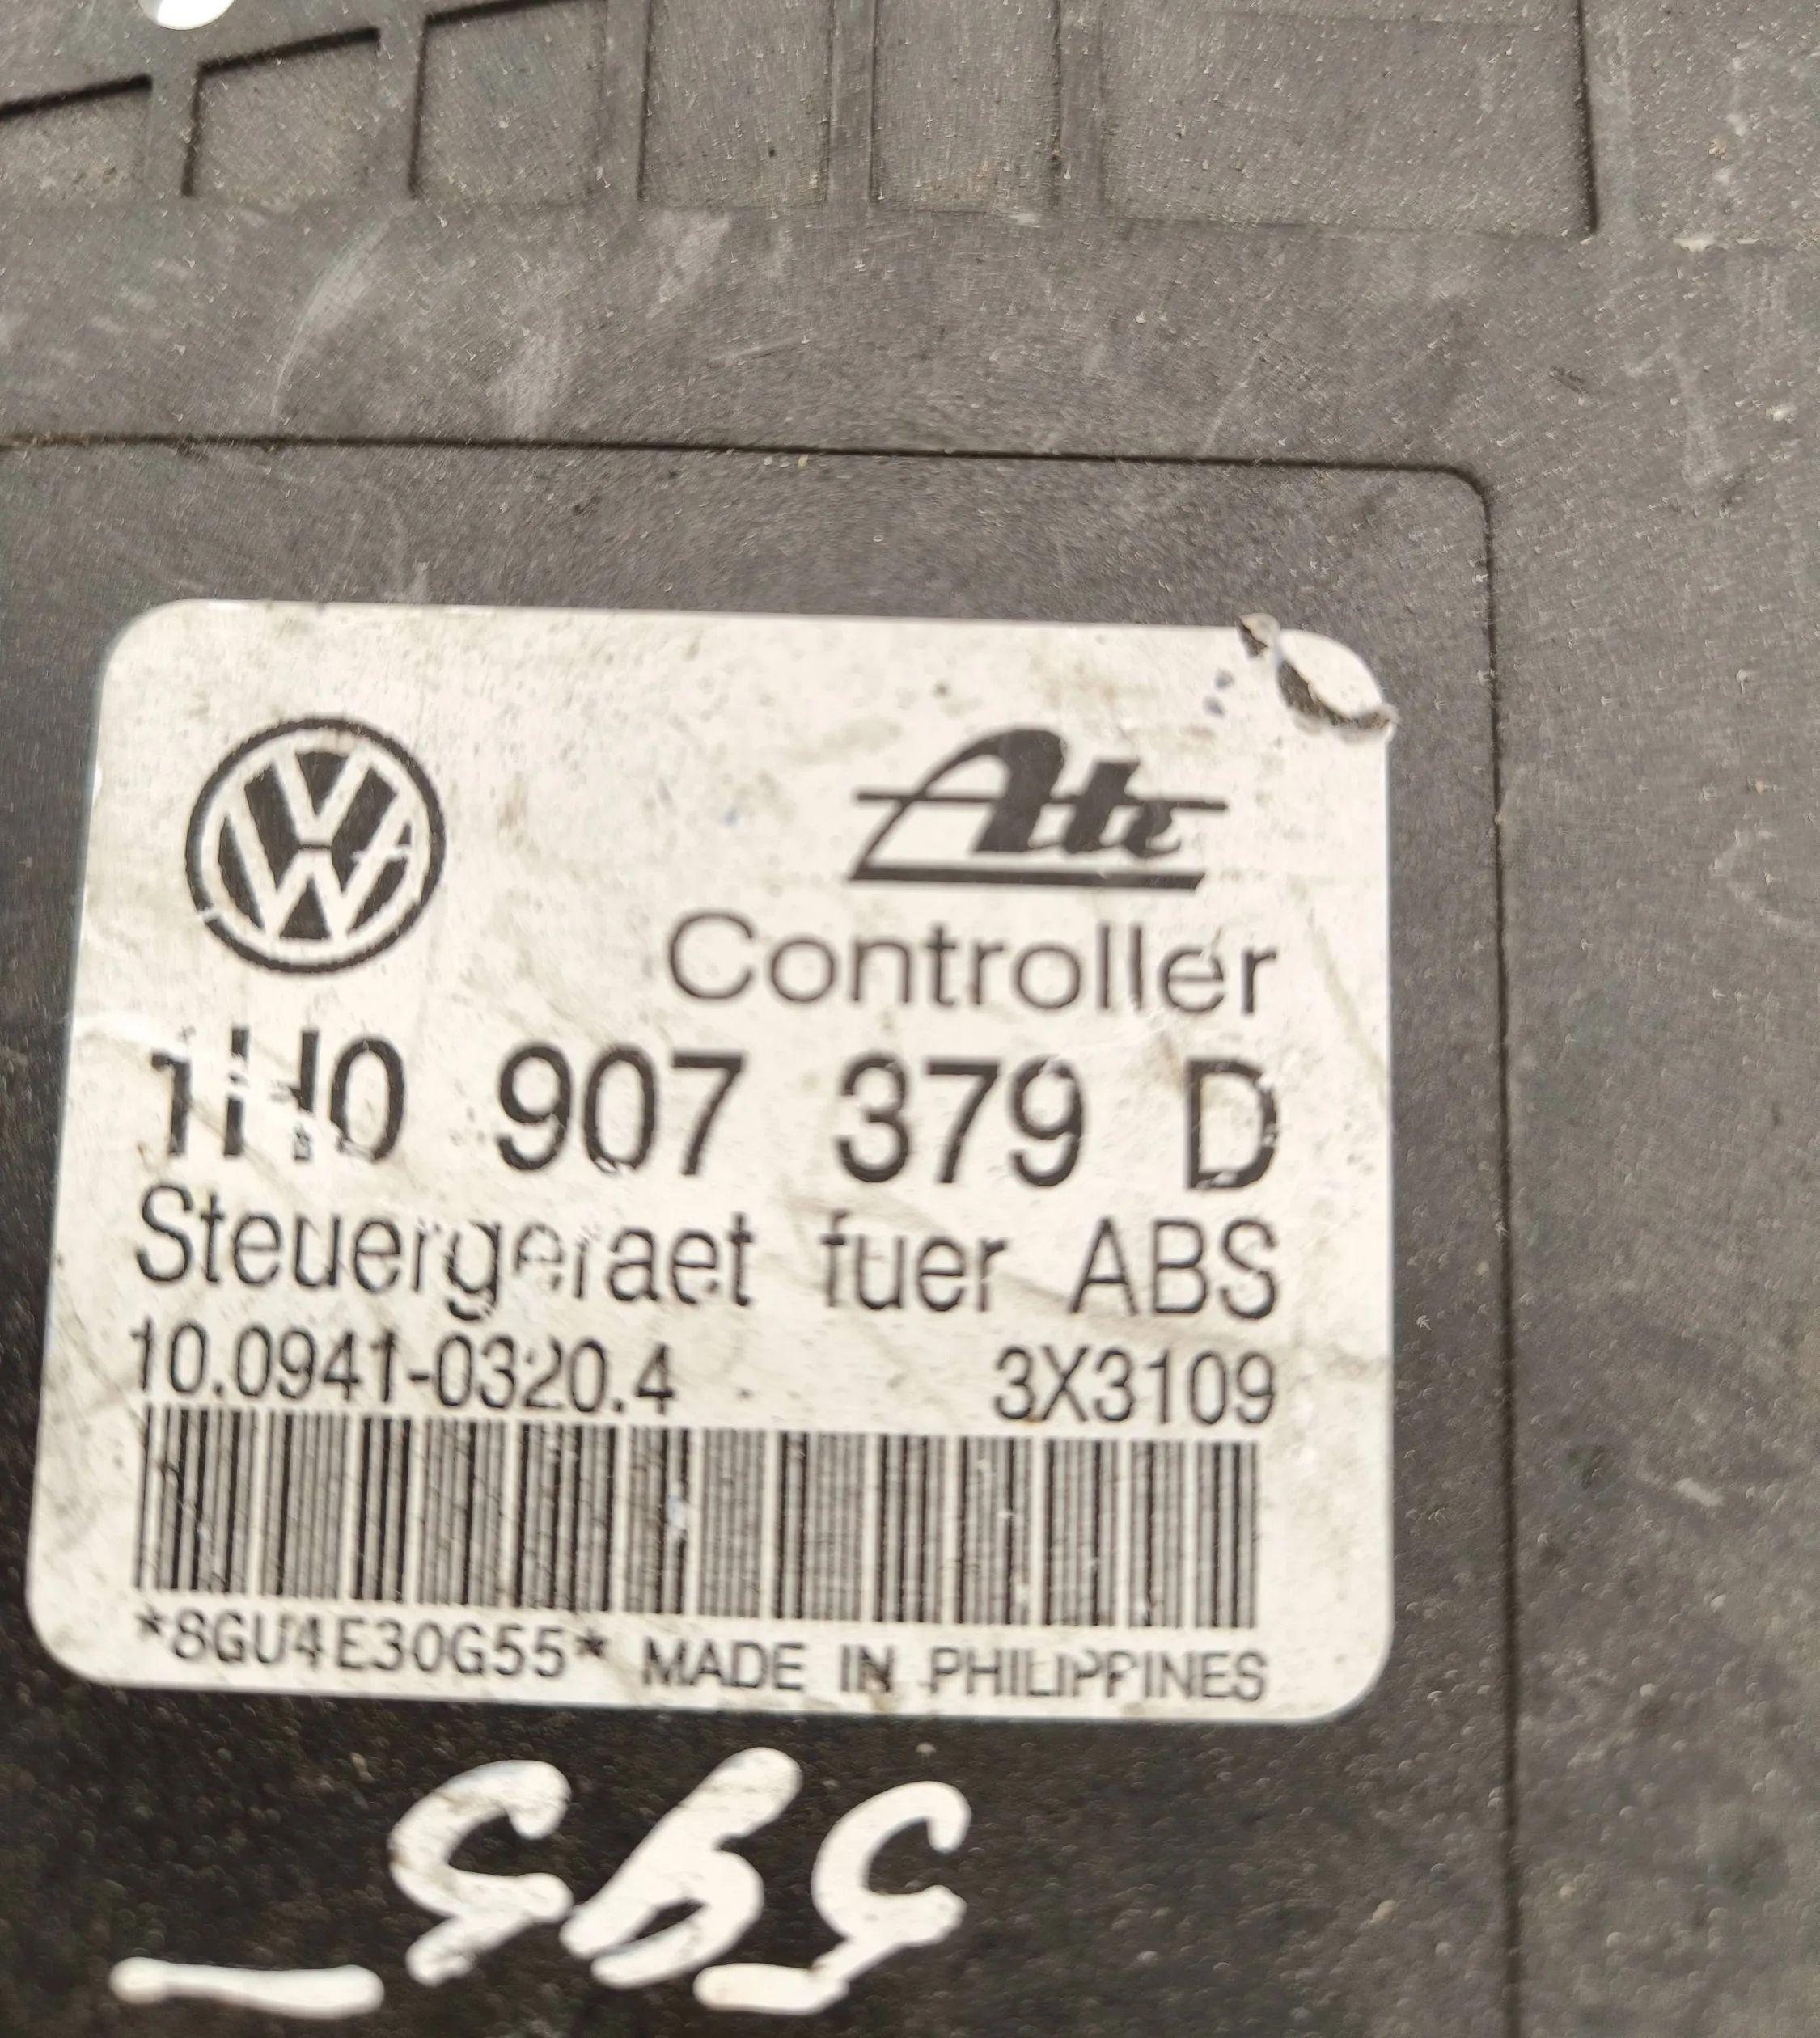 Ate
Controller
1H0 907 379 D
Steuergeraet fuer ABS
10.0941-0320.4 3X3109
*8GU4E30G55* MADE IN PHILIPPINES